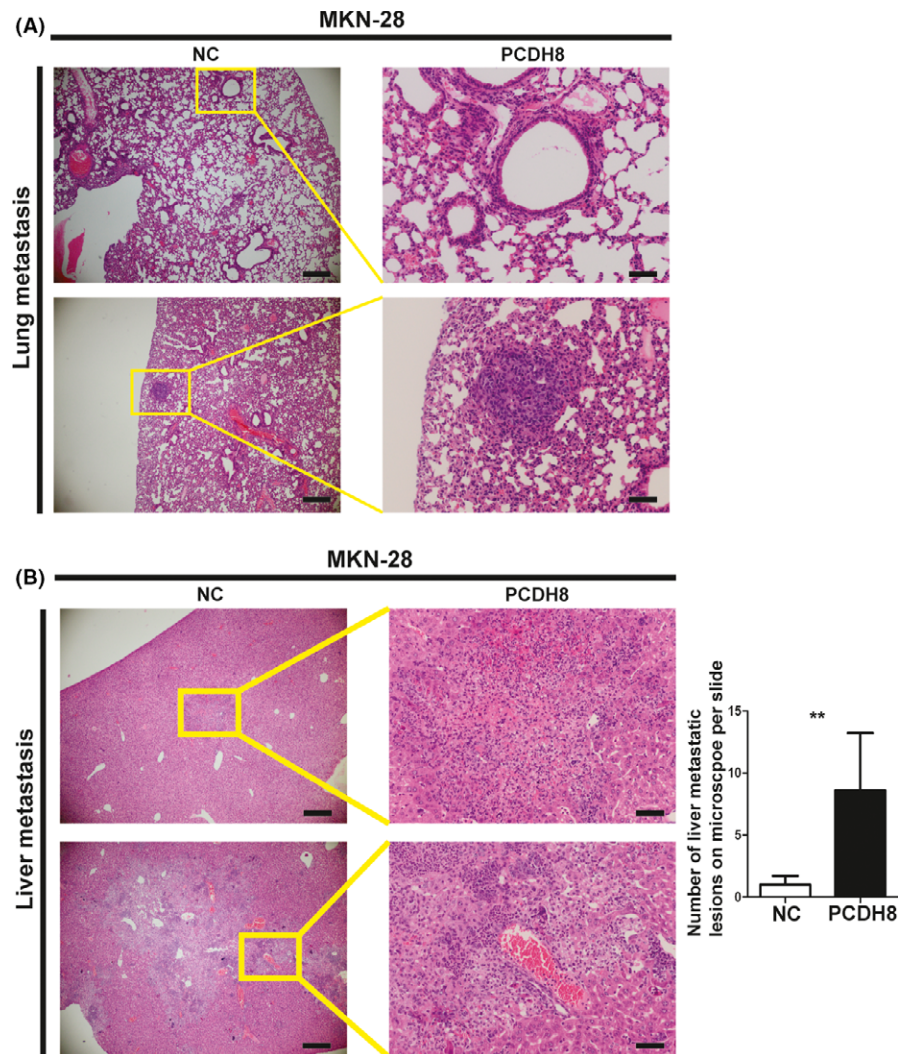 (A)
MKN-28
NC
PCDH8
Lung metastasis
(B)
MKN-28
NC
PCDH8
Liver metastasis
Number of liver metastatic
lesions on microscpoe per slide
15
10
5
0
**
NC
PCDH8